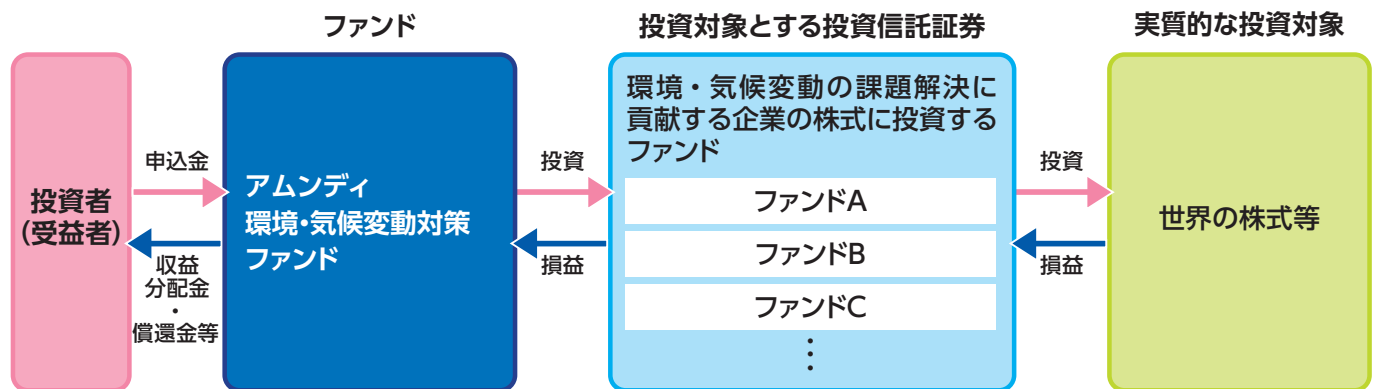 ファンド
投資対象とする投資信託証券
実質的な投資対象
投資者
(受益者)
申込金
収益
分配金
・
償還金等
アムンディ
環境・気候変動対策
ファンド
投資
損益
環境・気候変動の課題解決に
貢献する企業の株式に投資する
ファンド
ファンドA
ファンドB
ファンドC
⋮
投資
損益
世界の株式等